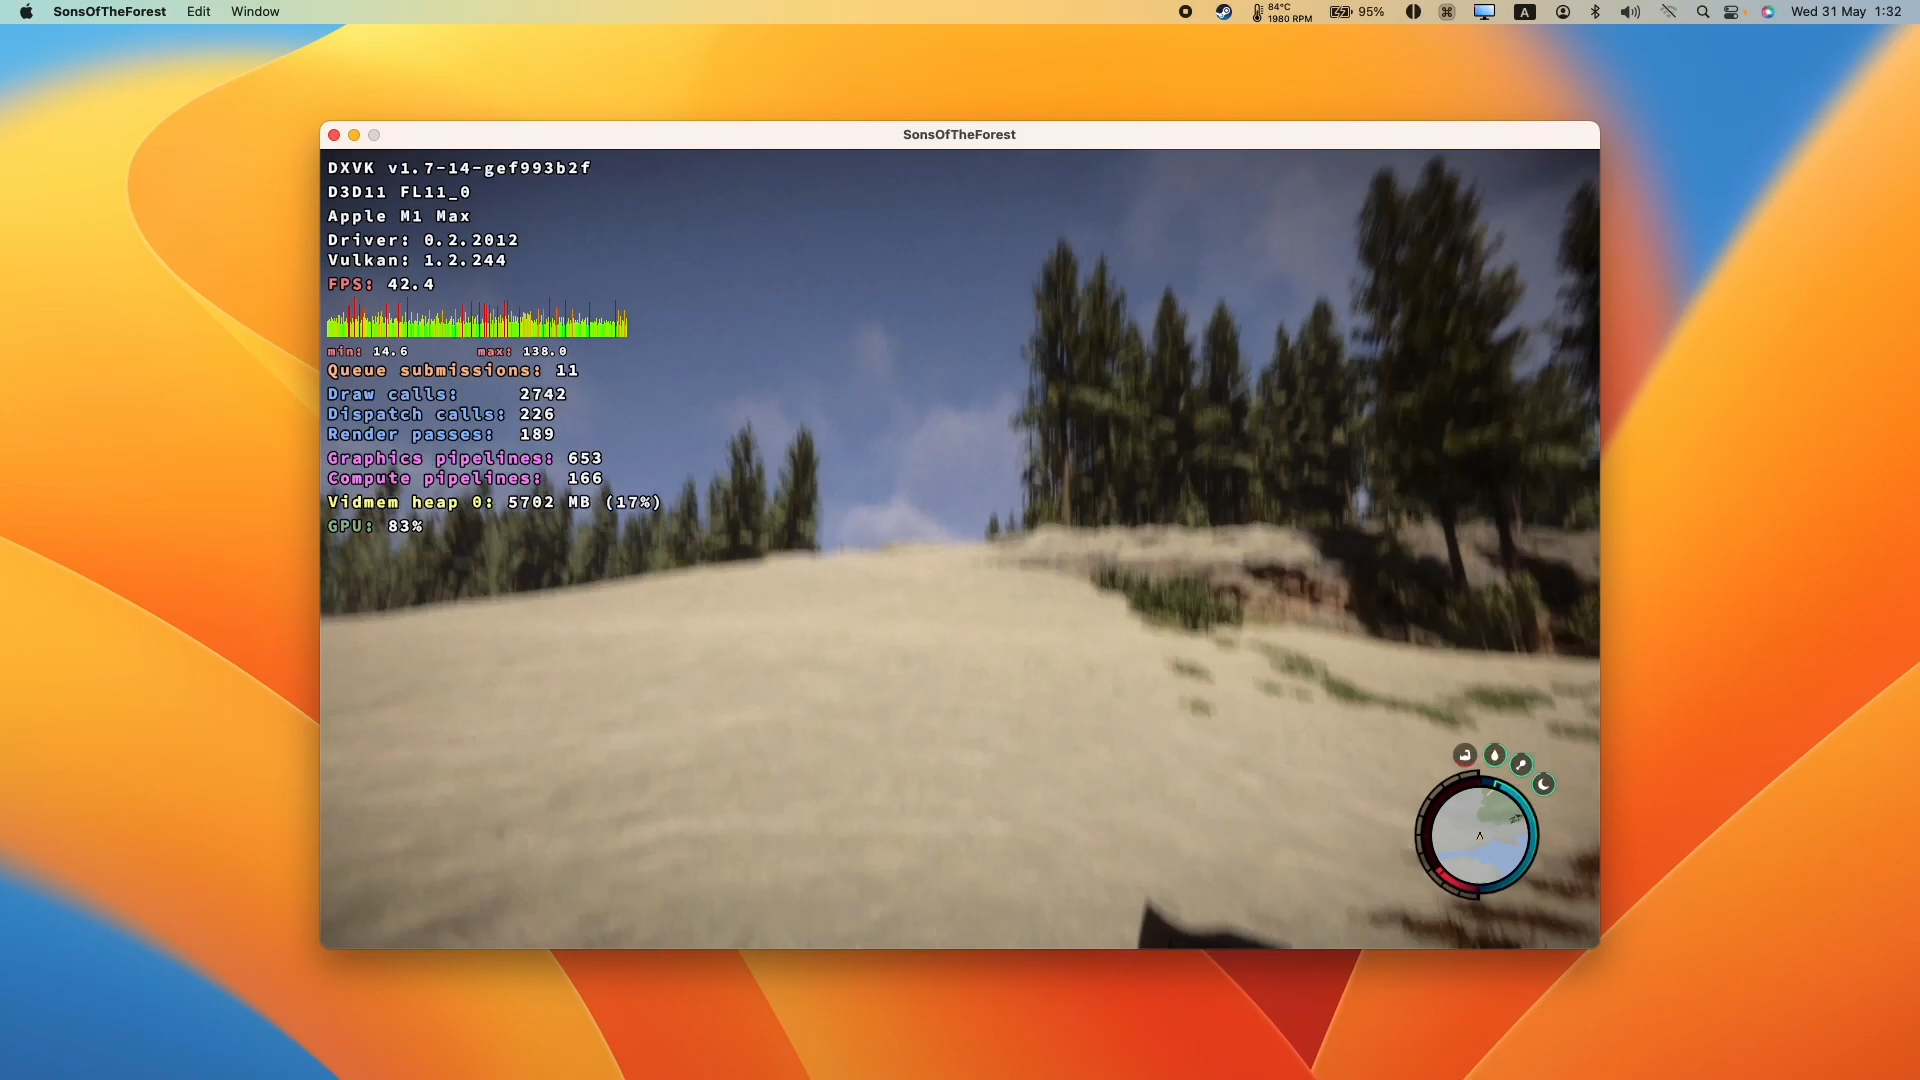 SonsOfTheForest Edit Window
84°C
1980 RPM
95%
A
Wed 31 May 1:32
SonsOfTheForest
DXVK v1.7-14-gef993b2f
D3D11 FL11_0
Apple M1 Max
Driver: 0.2.2012
Vulkan: 1.2.244
FPS: 42.4
min: 14.6 max: 138.0
Queue submissions: 11
Draw calls: 2742
Dispatch calls: 226
Render passes: 189
Graphics pipelines: 653
Compute pipelines: 166
Vidmem heap 0: 5702 MB (17%)
GPU: 83%
N